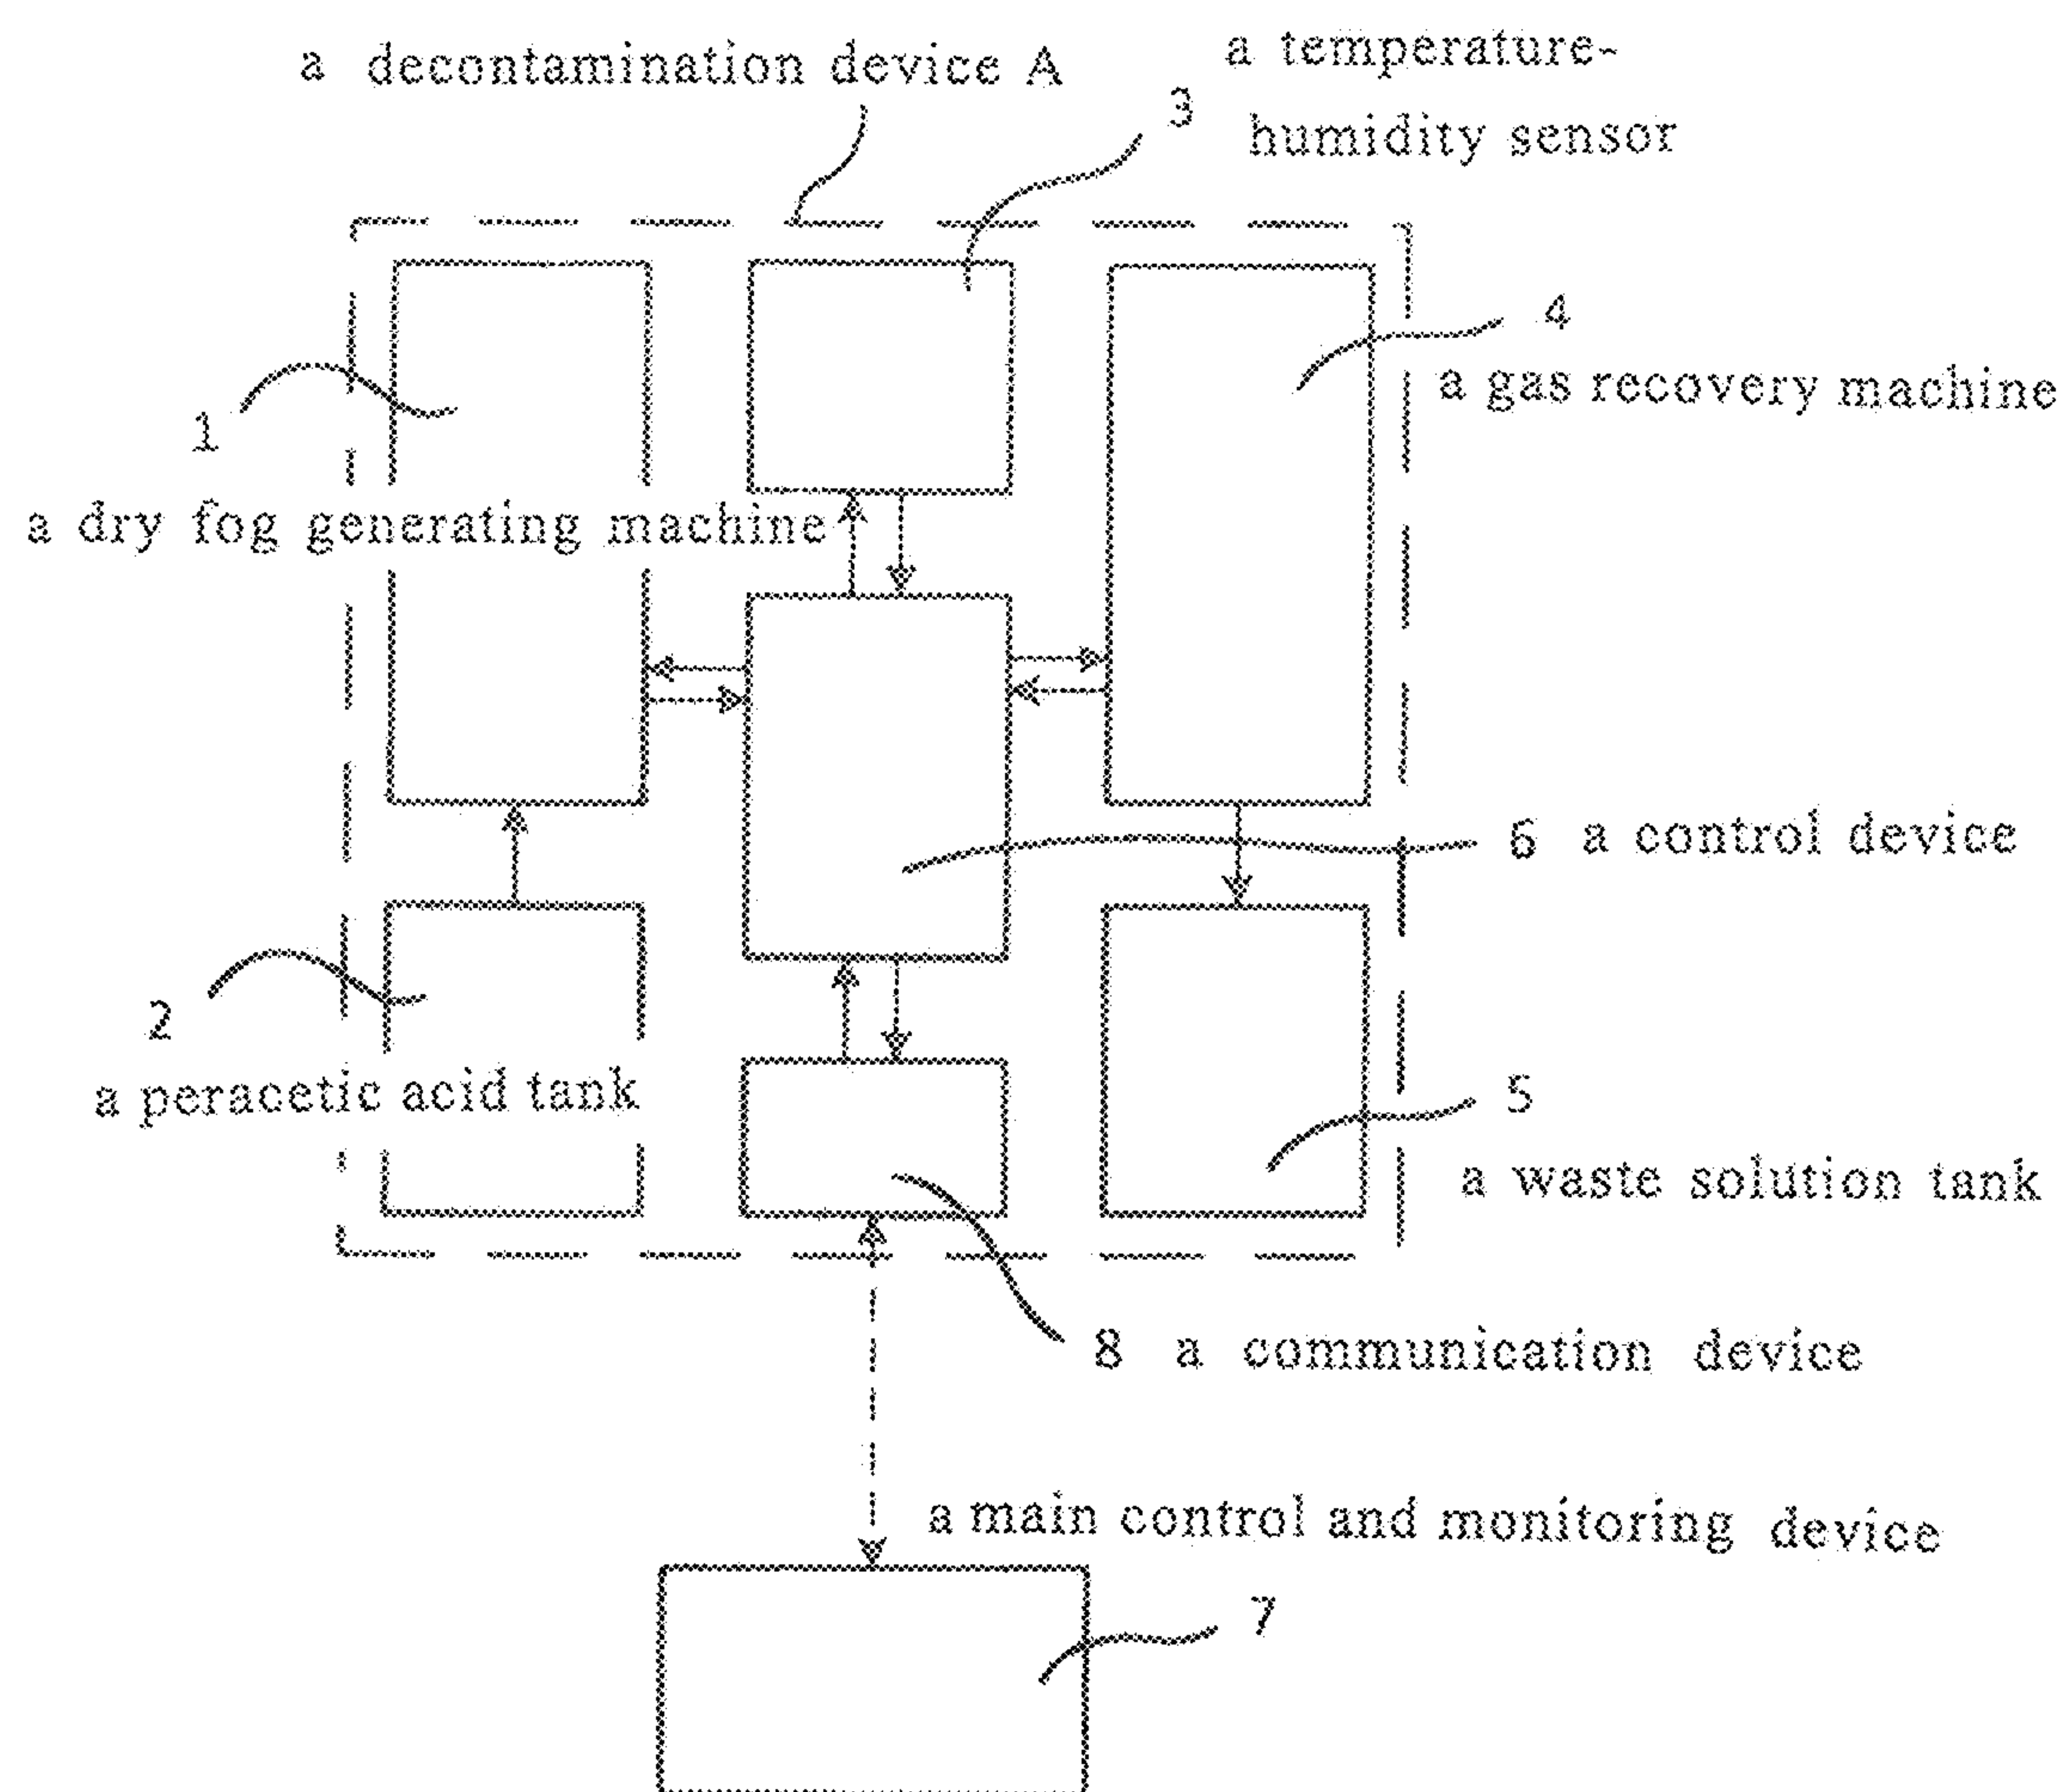 a decontamination device A
a temperature-
3
humidity sensor
4
a gas recovery machine
1
a dry fog generating machine
6 a control device
2
a peracetic acid tank
5
a waste solution tank
8 a communication device
a main control and monitoring device
7